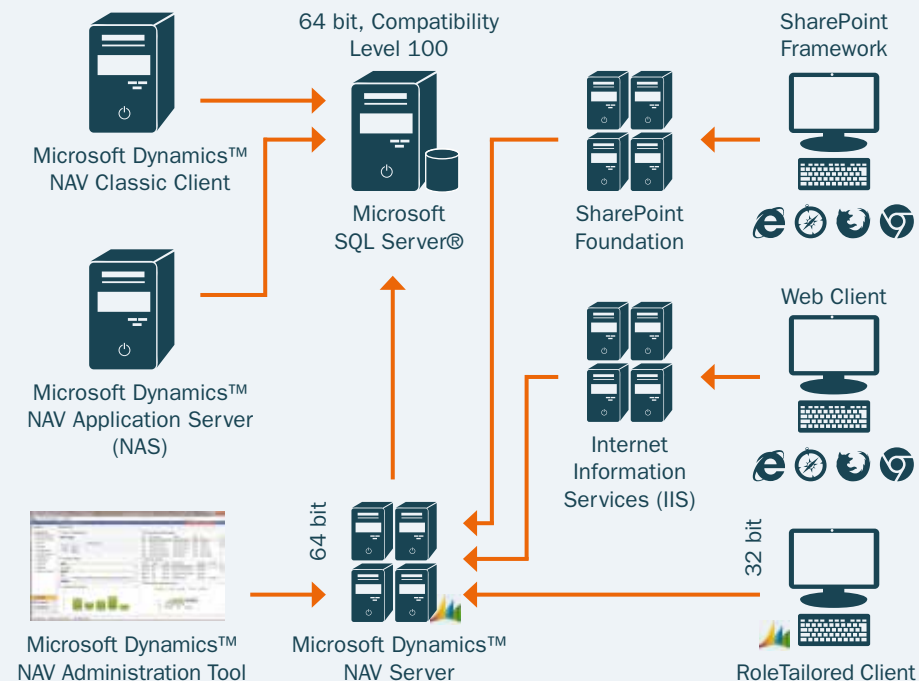 64 bit, Compatibility
Level 100
SharePoint
Framework
Microsoft Dynamics™
NAV Classic Client
Microsoft
SQL Server®
SharePoint
Foundation
Web Client
Microsoft Dynamics™
NAV Application Server
(NAS)
Internet
Information
Services (IIS)
64 bit
32 bit
Microsoft Dynamics™
NAV Administration Tool
Microsoft Dynamics™
NAV Server
RoleTailored Client